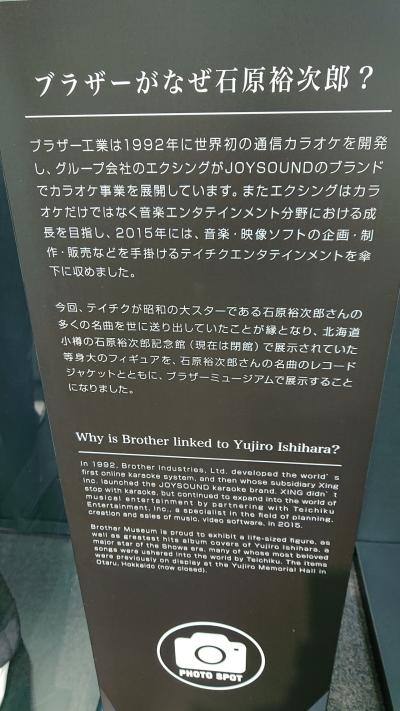 ブラザーがなぜ石原裕次郎？
ブラザー工業は1992年に世界初の通信カラオケを開発
し、グループ会社のエクシングがJOYSOUNDのブランド
でカラオケ事業を展開しています。またエクシングはカラ
オケだけではなく音楽エンタテインメント分野における成
長を目指し、2015年には、音楽・映像ソフトの企画・制
作・販売などを手掛けるテイチクエンタテインメントを傘
下に収めました。
今回、テイチクが昭和の大スターである石原裕次郎さんの
多くの名曲を世に送り出していたことが縁となり、北海道
小樽の石原裕次郎記念館（現在は閉館）で展示されていた
等身大のフィギュアを、石原裕次郎さんの名曲のレコード
ジャケットとともに、ブラザーミュージアムで展示すること
になりました。
Why is Brother linked to Yujiro Ishihara?
In 1992, Brother Industries, Ltd. developed the world's
first online karaoke system, and then whose subsidiary Xing
Inc. launched the JOYSOUND karaoke brand. XING didn't
stop with karaoke, but continued to expand into the world of
musical entertainment by partnering with Teichiku
Entertainment, Inc., a specialist in the field of planning,
creation and sales of music, video software, in 2015.
Brother Museum is proud to exhibit a life-sized figure, as
well as greatest hits album covers of Yujiro Ishihara, a
major star of the Showa era, many of whose most beloved
songs were ushered into the world by Teichiku. The items
were previously on display at the Yujiro Memorial Hall in
Otaru, Hokkaido (now closed).
PHOTO SPOT